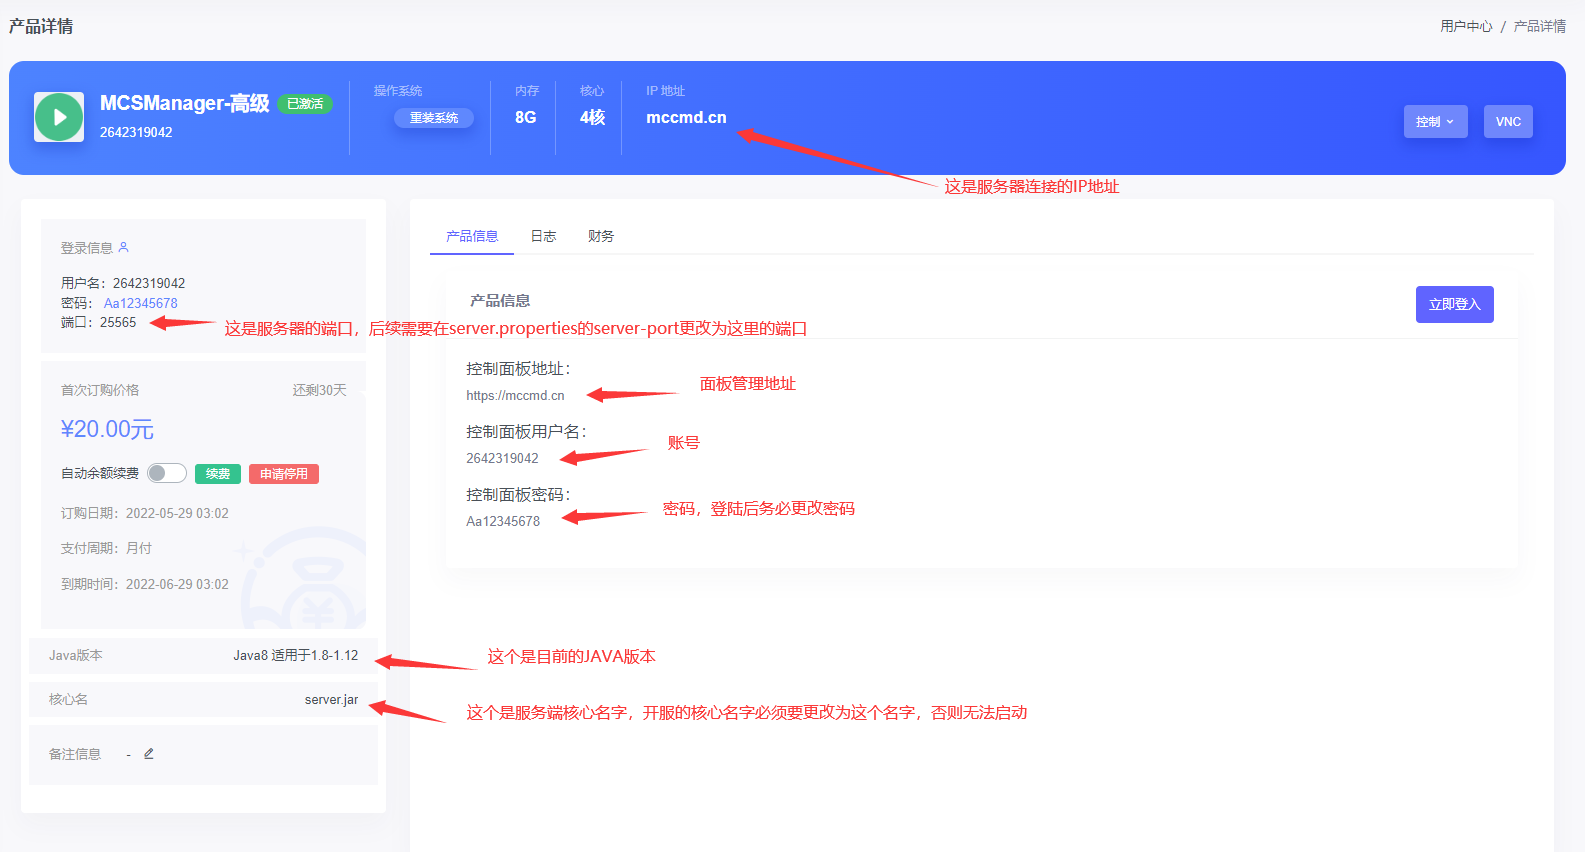 产品详情
用户中心 / 产品详情
MCSManager-高级 已激活
2642319042
操作系统
重装系统
内存
8G
核心
4核
IP 地址
mccmd.cn
控制
VNC
这是服务器连接的IP地址
登录信息
用户名：2642319042
密码： Aa12345678
端口：25565
这是服务器的端口，后续需要在server.properties的server-port更改为这里的端口
首次订购价格
还剩30天
¥20.00元
自动余额续费 续费 申请停用
订购日期：2022-05-29 03:02
支付周期：月付
到期时间：2022-06-29 03:02
Java版本
Java8 适用于1.8-1.12
这个是目前的JAVA版本
核心名
server.jar
这个是服务端核心名字，开服的核心名字必须要更改为这个名字，否则无法启动
备注信息 -
产品信息 日志 财务
产品信息
立即登入
控制面板地址：
https://mccmd.cn
面板管理地址
控制面板用户名：
2642319042
账号
控制面板密码：
Aa12345678
密码，登陆后务必更改密码